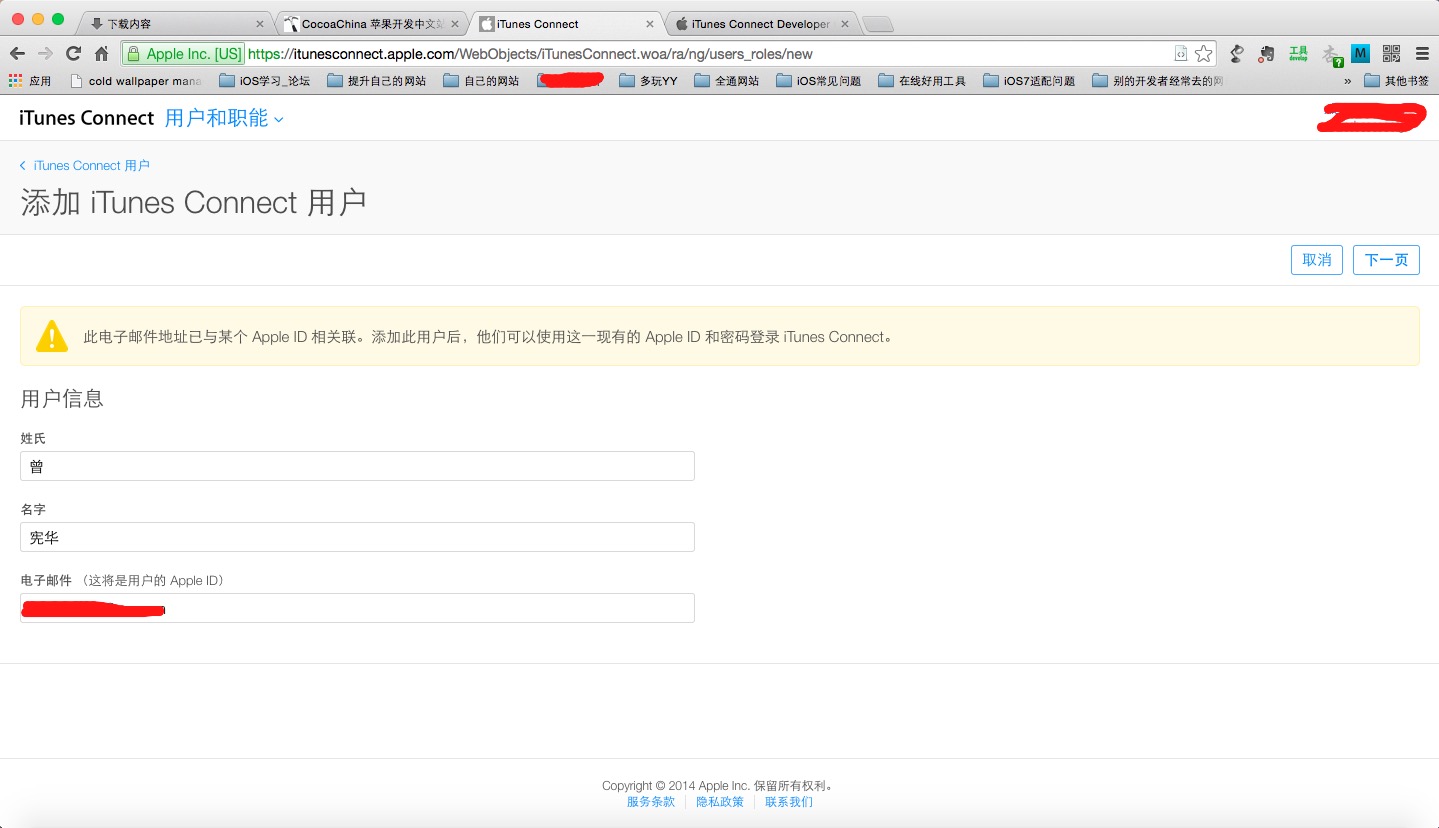 下载内容
CocoaChina 苹果开发中文站
iTunes Connect
iTunes Connect Developer
Apple Inc. [US] https://itunesconnect.apple.com/WebObjects/iTunesConnect.woa/ra/ng/users_roles/new
工具
develop
M
应用 cold wallpaper mana iOS学习_论坛 提升自己的网站 自己的网站 多玩YY 全通网站 iOS常见问题 在线好用工具 iOS7适配问题 别的开发者经常去的网 » 其他书签
iTunes Connect 用户和职能
iTunes Connect 用户
添加 iTunes Connect 用户
取消 下一页
此电子邮件地址已与某个 Apple ID 相关联。添加此用户后，他们可以使用这一现有的 Apple ID 和密码登录 iTunes Connect。
用户信息
姓氏
曾
名字
宪华
电子邮件 （这将是用户的 Apple ID）
Copyright © 2014 Apple Inc. 保留所有权利。
服务条款 隐私政策 联系我们